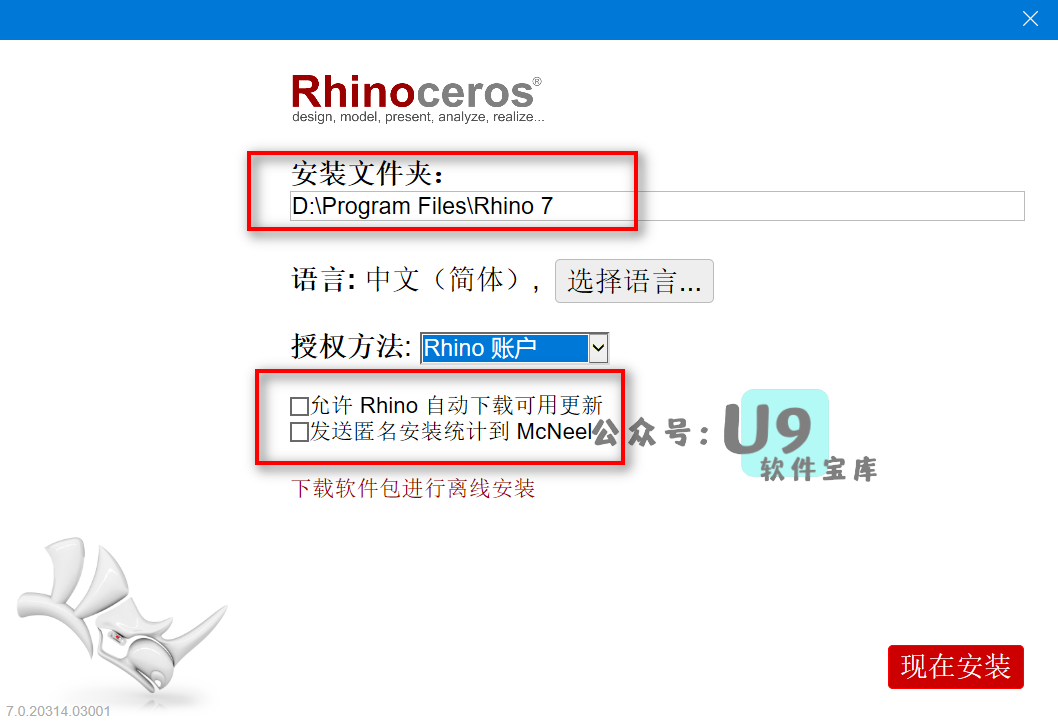 Rhinoceros®
design, model, present, analyze, realize...
安装文件夹：
D:\Program Files\Rhino 7
语言: 中文（简体）, 选择语言...
授权方法: Rhino 账户
允许 Rhino 自动下载可用更新
发送匿名安装统计到 McNeel
公众号: U9
软件宝库
下载软件包进行离线安装
现在安装
7.0.20314.03001